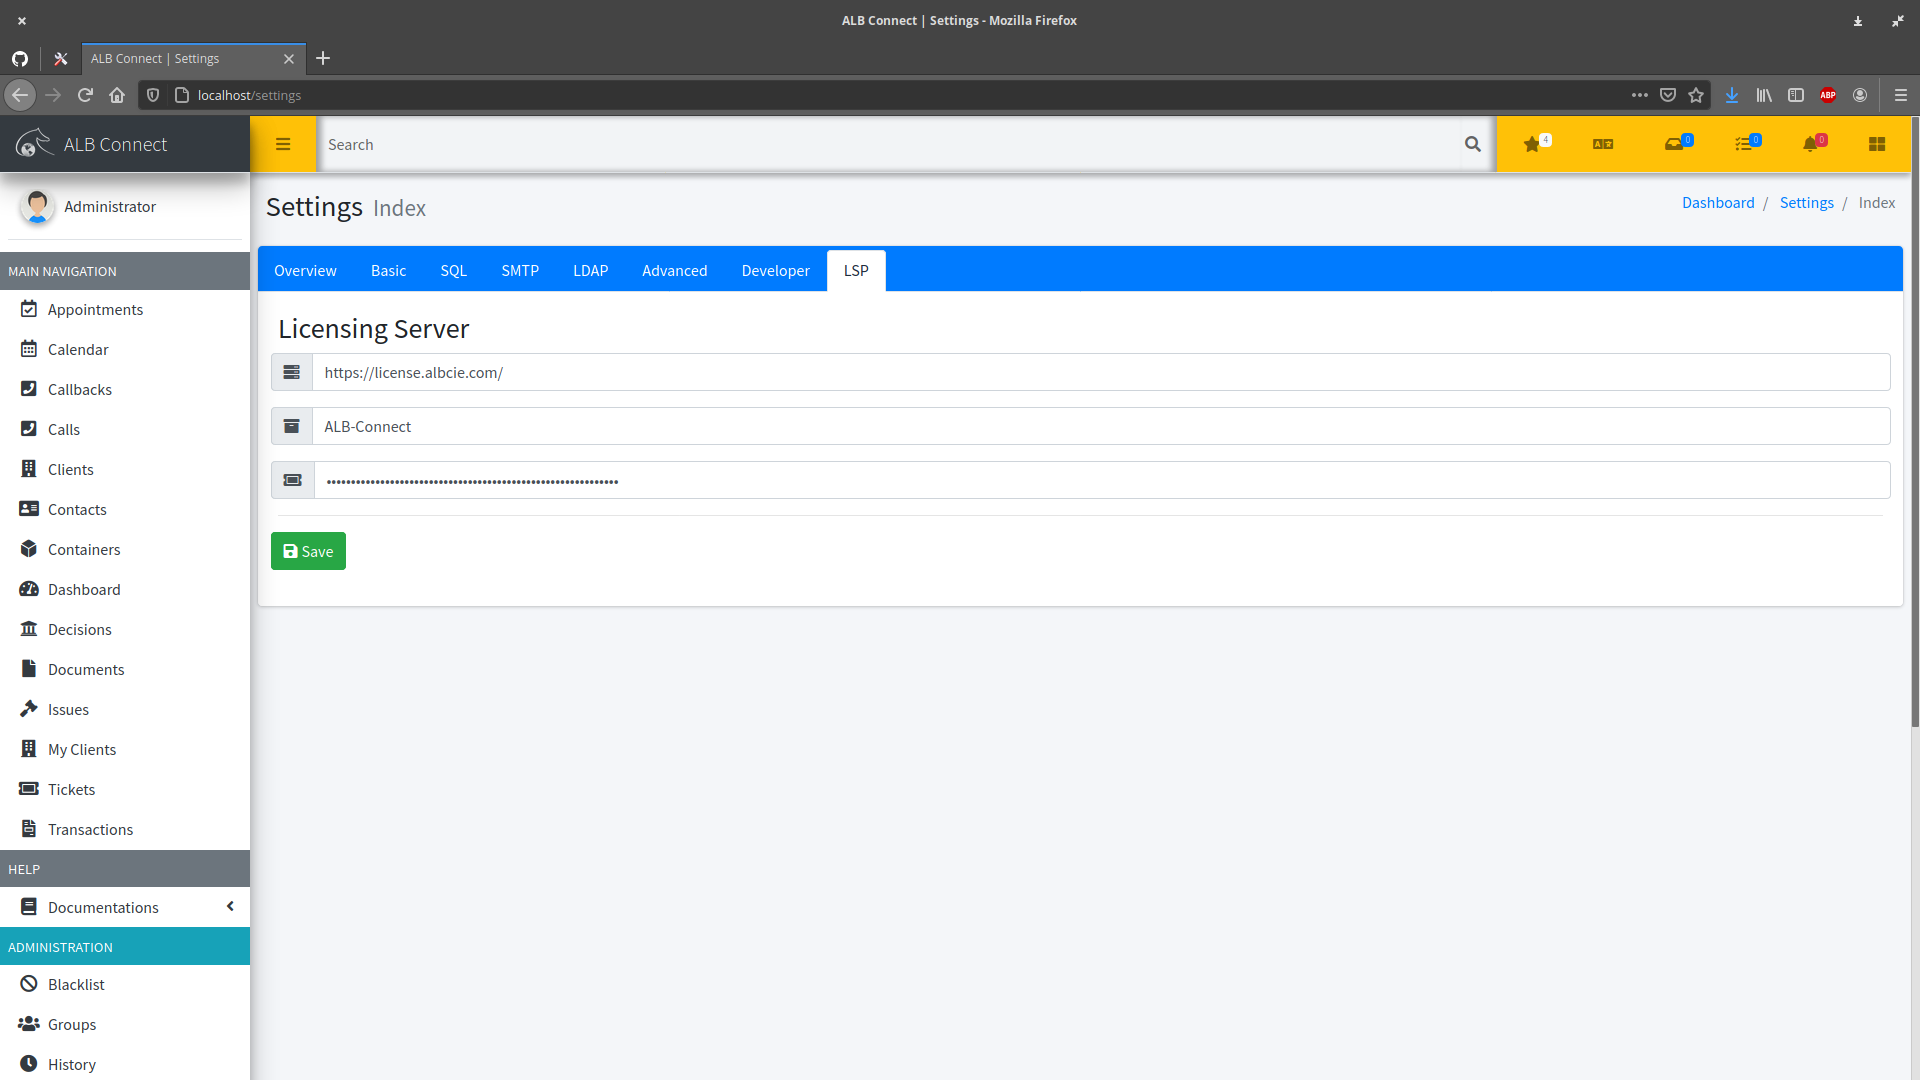 ALB Connect | Settings - Mozilla Firefox
ALB Connect | Settings
localhost/settings
ABP
ALB Connect
Search
4
A
0
0
0
Administrator
Settings Index
Dashboard / Settings / Index
MAIN NAVIGATION
Appointments
Calendar
Callbacks
Calls
Clients
Contacts
Containers
Dashboard
Decisions
Documents
Issues
My Clients
Tickets
Transactions
HELP
Documentations
ADMINISTRATION
Blacklist
Groups
History
Overview Basic SQL SMTP LDAP Advanced Developer LSP
Licensing Server
https://license.albcie.com/
ALB-Connect
Save